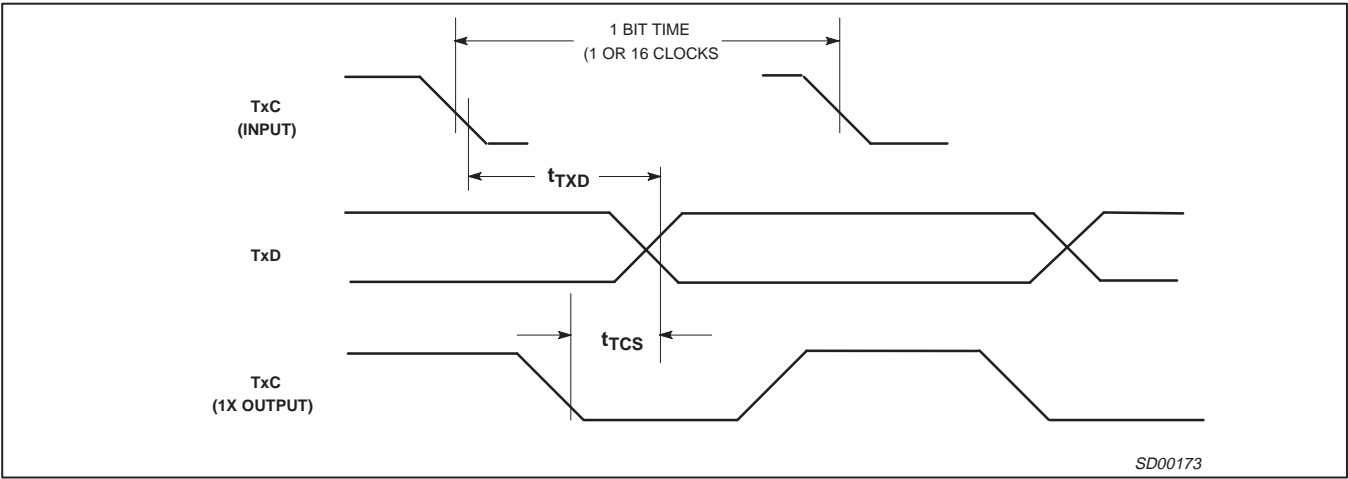 1 BIT TIME
(1 OR 16 CLOCKS
TxC
(INPUT)
tTXD
TxD
tTCS
TxC
(1X OUTPUT)
SD00173